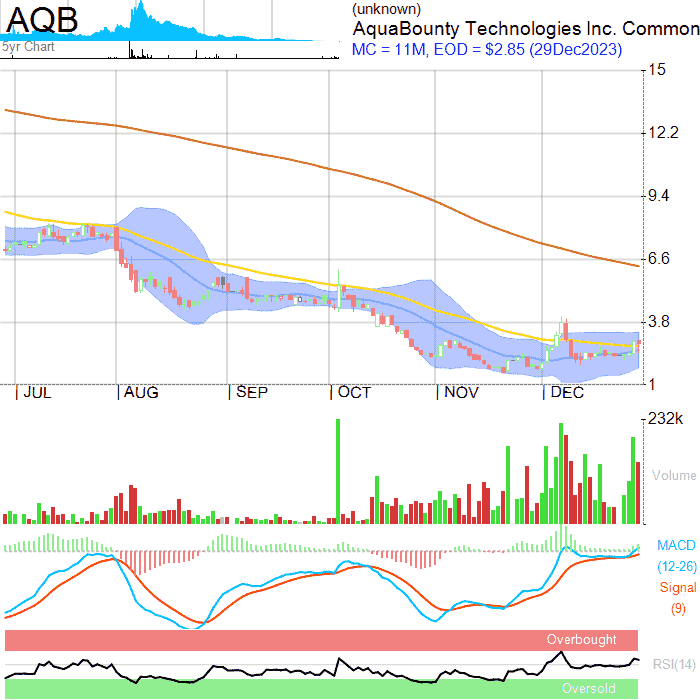 AQB
5yr Chart
(unknown)
AquaBounty Technologies Inc. Common
MC = 11M, EOD = $2.85 (29Dec2023)
15
12.2
9.4
6.6
3.8
1
JUL AUG SEP OCT NOV DEC
232k
Volume
MACD
(12-26)
Signal
(9)
Overbought
RSI(14)
Oversold